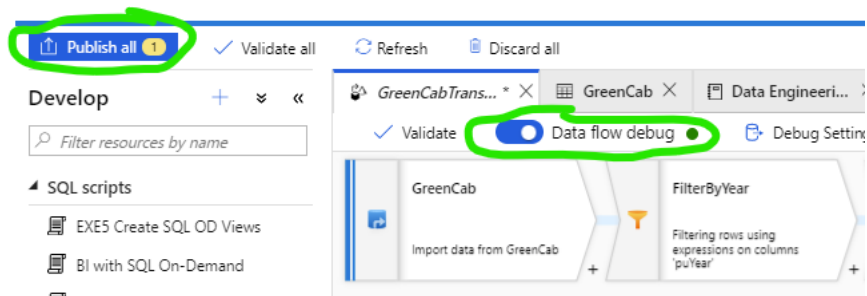 Publish all 1 Validate all Refresh Discard all
Develop
Filter resources by name
SQL scripts
EXE5 Create SQL OD Views
BI with SQL On-Demand
GreenCabTrans... * GreenCab Data Engineeri...
Validate Data flow debug Debug Setting
GreenCab
Import data from GreenCab
FilterByYear
Filtering rows using
expressions on columns
'puYear'